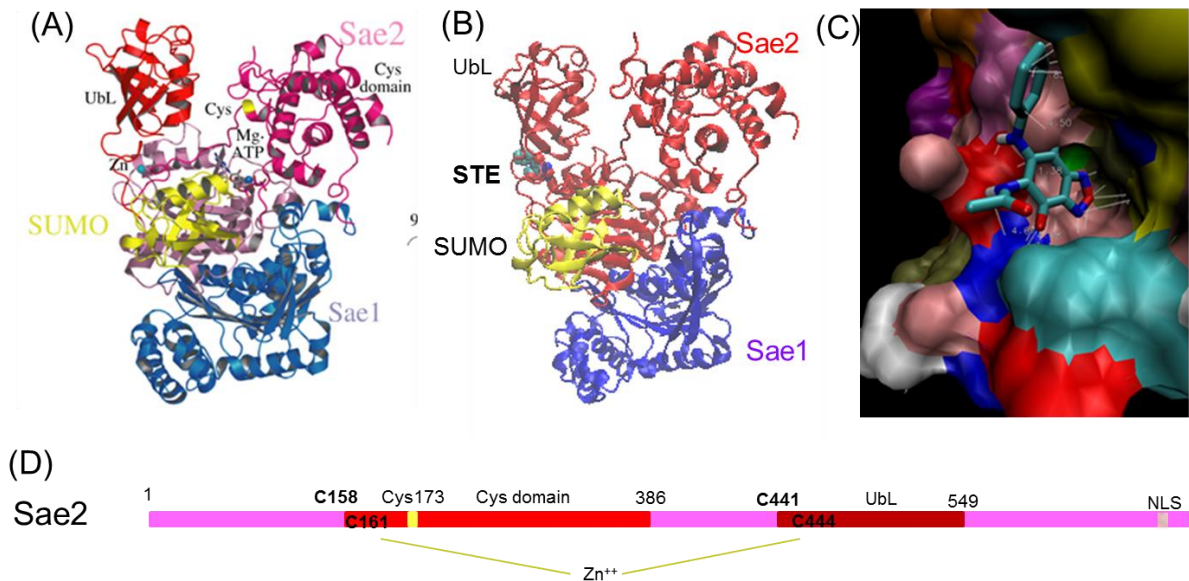 (A)
Sae2
UbL
Cys
domain
Cys
Mg·
ATP
Zn
SUMO
Sae1
9
(B)
Sae2
UbL
STE
SUMO
Sae1
(C)
(D)
Sae2
1
C158
Cys173
Cys domain
386
C441
UbL
549
NLS
C161
C444
Zn++